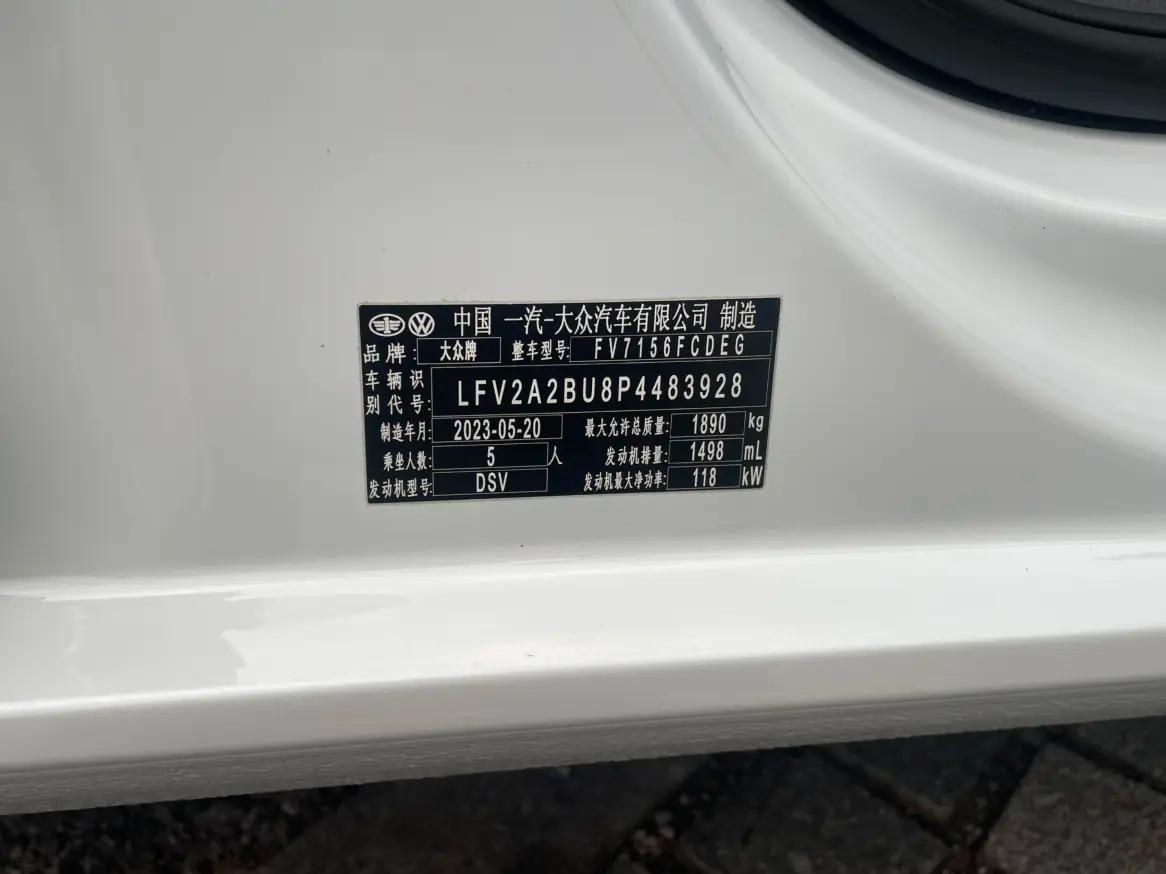 中国 一汽-大众汽车有限公司 制造
品牌: 大众牌 整车型号: FV7156FCDEG
车辆识别代号: LFV2A2BU8P4483928
制造年月: 2023-05-20 最大允许总质量: 1890 kg
乘坐人数: 5 人 发动机排量: 1498 mL
发动机型号: DSV 发动机最大净功率: 118 kW